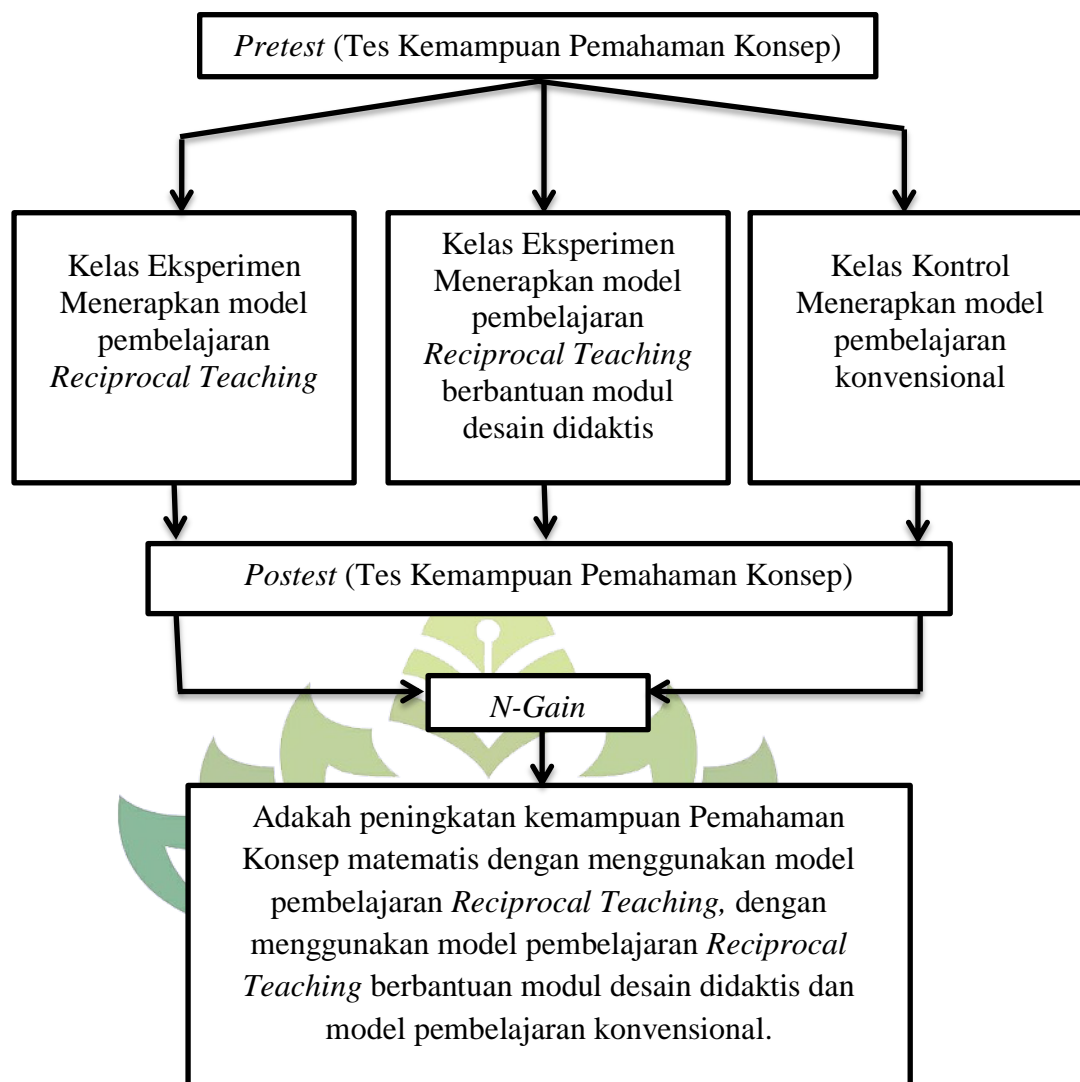 Pretest (Tes Kemampuan Pemahaman Konsep)
Kelas Eksperimen
Menerapkan model
pembelajaran
Reciprocal Teaching
Kelas Eksperimen
Menerapkan model
pembelajaran
Reciprocal Teaching
berbantuan modul
desain didaktis
Kelas Kontrol
Menerapkan model
pembelajaran
konvensional
Postest (Tes Kemampuan Pemahaman Konsep)
N-Gain
Adakah peningkatan kemampuan Pemahaman
Konsep matematis dengan menggunakan model
pembelajaran Reciprocal Teaching, dengan
menggunakan model pembelajaran Reciprocal
Teaching berbantuan modul desain didaktis dan
model pembelajaran konvensional.